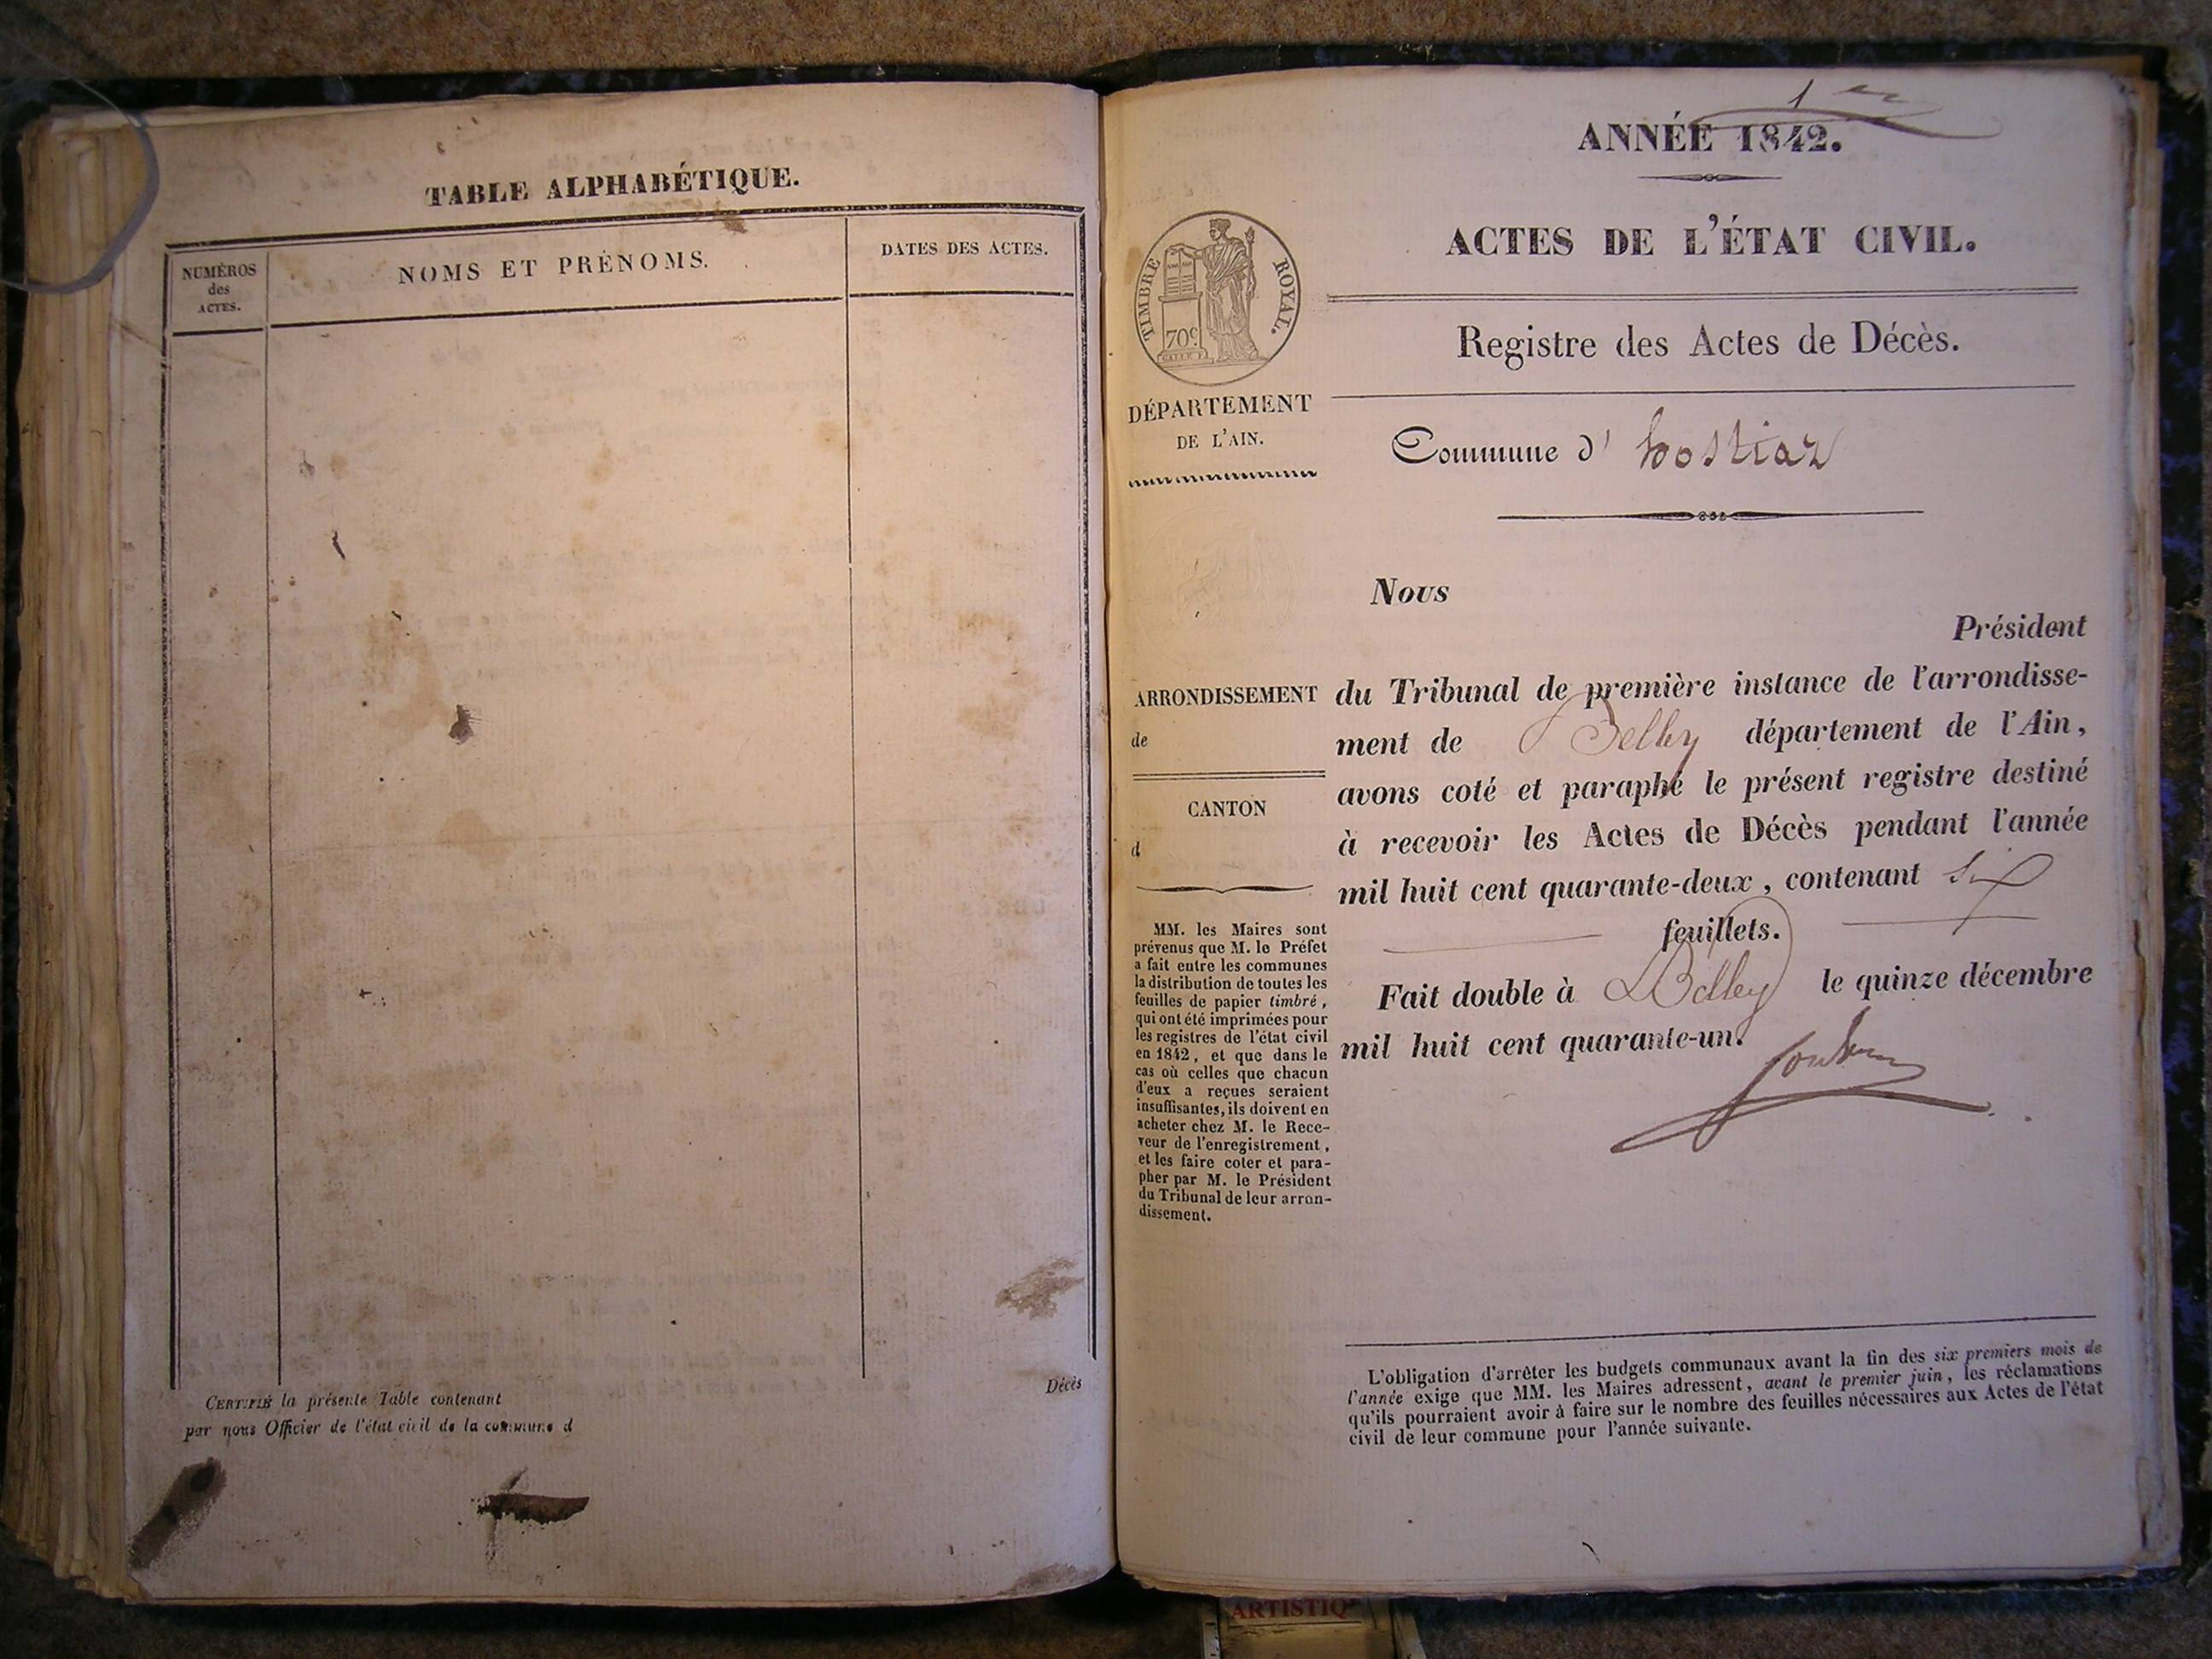 TABLE ALPHABÉTIQUE.
NUMÉROS
des
ACTES.
NOMS ET PRÉNOMS.
DATES DES ACTES.
CERTIFIÉ la présente Table contenant
par nous Officier de l'état civil de la commune d
Décès
1er
ANNÉE 1842.
ACTES DE L'ÉTAT CIVIL.
Registre des Actes de Décès.
TIMBRE ROYAL.
70c
DÉPARTEMENT
DE L'AIN.
Commune d' hostiaz
Nous
Président
du Tribunal de première instance de l'arrondisse-
ment de Belley département de l'Ain,
avons coté et paraphé le présent registre destiné
à recevoir les Actes de Décès pendant l'année
mil huit cent quarante-deux, contenant six
feuillets.
Fait double à Belley le quinze décembre
mil huit cent quarante-un.
ARRONDISSEMENT
de
CANTON
d
MM. les Maires sont
prévenus que M. le Préfet
a fait entre les communes
la distribution de toutes les
feuilles de papier timbré,
qui ont été imprimées pour
les registres de l'état civil
en 1842, et que dans le
cas où celles que chacun
d'eux a reçues seraient
insuffisantes, ils doivent en
acheter chez M. le Rece-
veur de l'enregistrement,
et les faire coter et para-
pher par M. le Président
du Tribunal de leur arron-
dissement.
L'obligation d'arrêter les budgets communaux avant la fin des six premiers mois de
l'année exige que MM. les Maires adressent, avant le premier juin, les réclamations
qu'ils pourraient avoir à faire sur le nombre des feuilles nécessaires aux Actes de l'état
civil de leur commune pour l'année suivante.
ARTISTIQ